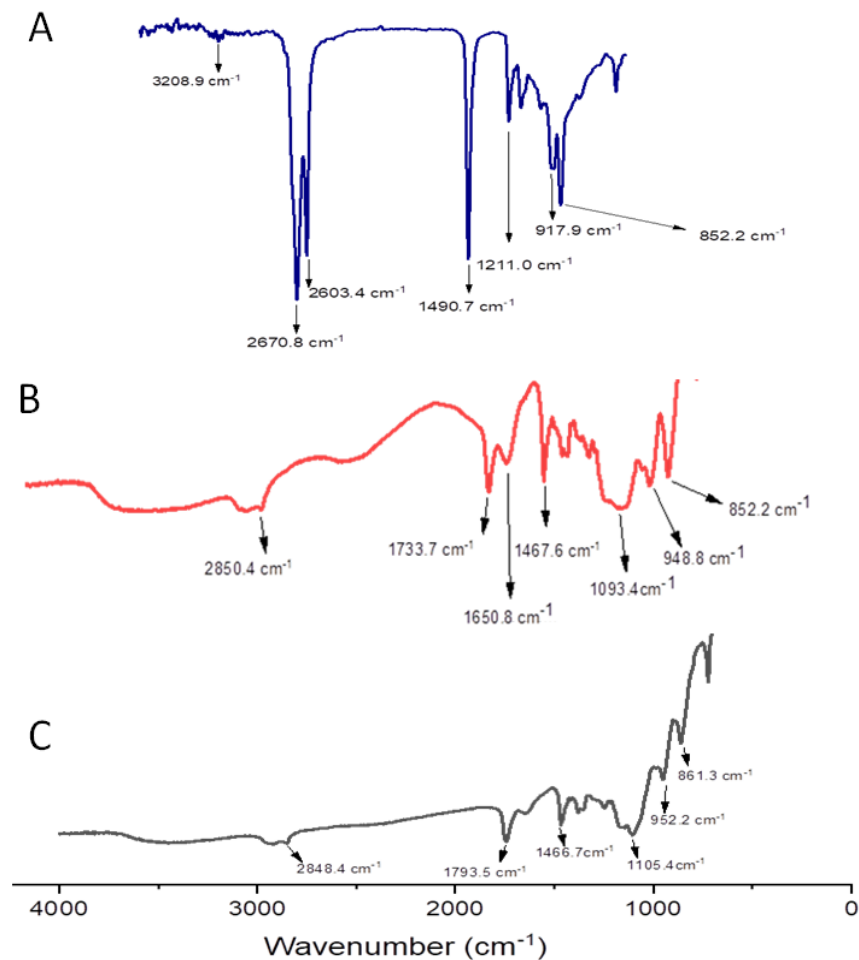 A
3208.9 cm⁻¹
917.9 cm⁻¹
852.2 cm⁻¹
1211.0 cm⁻¹
2603.4 cm⁻¹
1490.7 cm⁻¹
2670.8 cm⁻¹
B
852.2 cm⁻¹
1733.7 cm⁻¹
1467.6 cm⁻¹
948.8 cm⁻¹
2850.4 cm⁻¹
1093.4cm⁻¹
1650.8 cm⁻¹
C
861.3 cm⁻¹
952.2 cm⁻¹
1466.7cm⁻¹
1105.4cm⁻¹
2848.4 cm⁻¹
1793.5 cm⁻¹
4000 3000 2000 1000 0
Wavenumber (cm⁻¹)